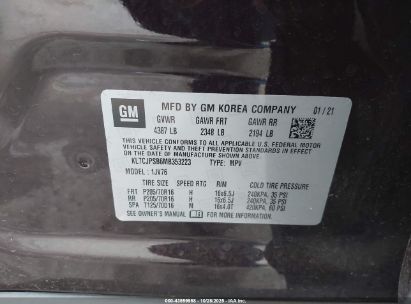 GM
MFD BY GM KOREA COMPANY 01/21
GVWR GAWR FRT GAWR RR
4387 LB 2348 LB 2194 LB
THIS VEHICLE CONFORMS TO ALL APPLICABLE U.S. FEDERAL MOTOR
VEHICLE SAFETY, BUMPER, AND THEFT PREVENTION STANDARDS IN
EFFECT ON THE DATE OF MANUFACTURE SHOWN ABOVE.
KL7CJPSB6MB353223 TYPE: MPV
MODEL: 1JV76
TIRE SIZE SPEED RTG RIM COLD TIRE PRESSURE
FRT P205/70R16 H 16x6.5J 240KPA, 35 PSI
RR P205/70R16 H 16x6.5J 240KPA, 35 PSI
SPA T125/70D16 M 16x4.0T 420KPA, 60 PSI
SEE OWNER'S MANUAL FOR MORE INFORMATION.